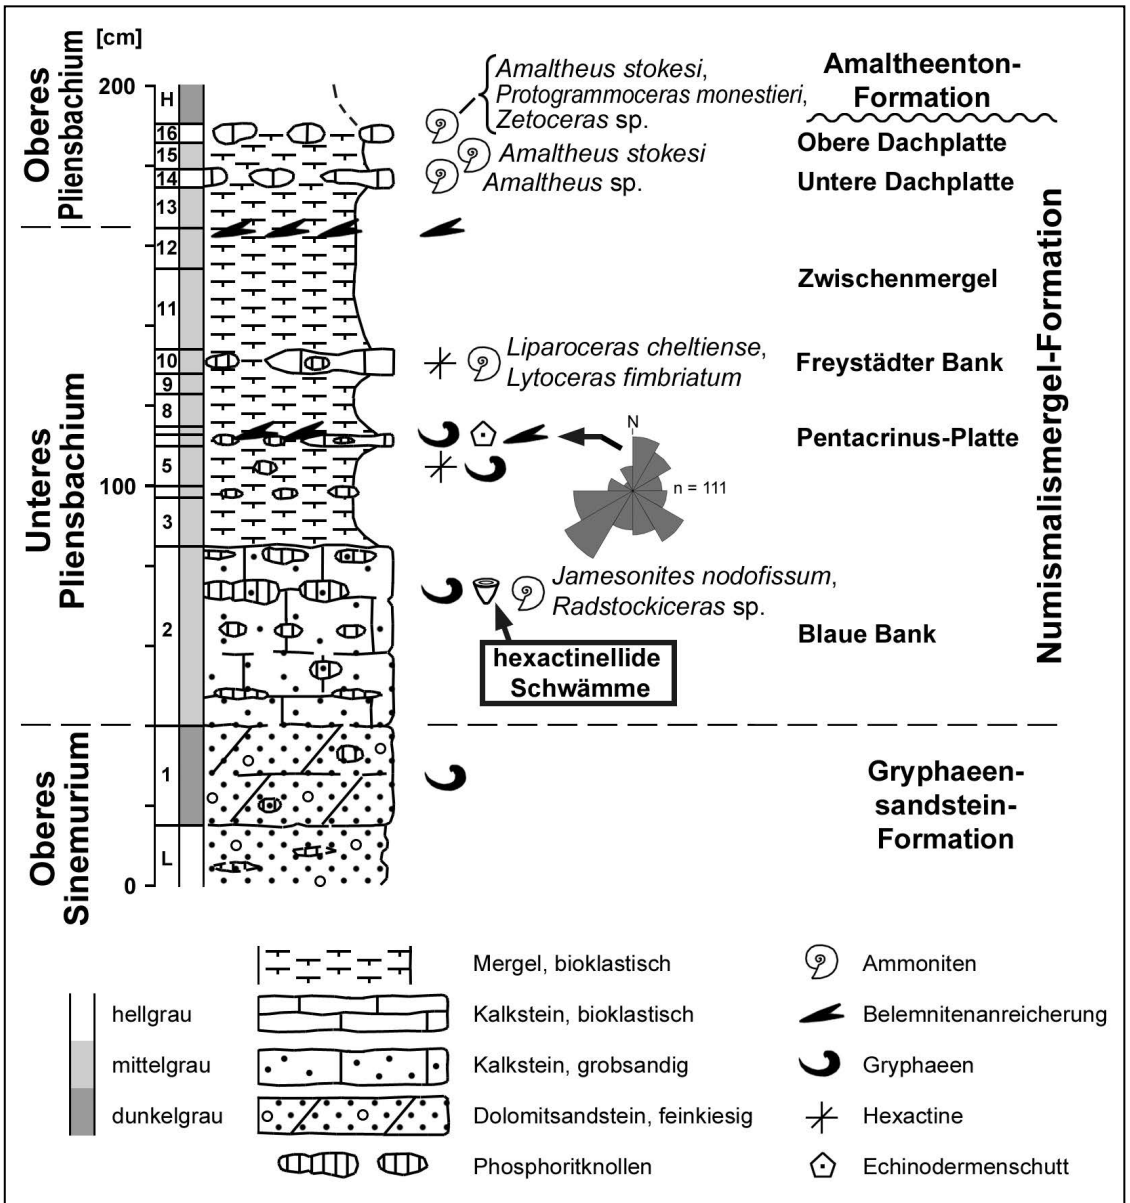 [cm]
200
100
0
Oberes
Pliensbachium
Unteres
Pliensbachium
Oberes
Sinemurium
H
16
15
14
13
12
11
10
9
8
5
3
2
1
L
Amaltheus stokesi,
Protogrammoceras monestieri,
Zetoceras sp.
Amaltheus stokesi
Amaltheus sp.
Liparoceras cheltiense,
Lytoceras fimbriatum
N
n = 111
Jamesonites nodofissum,
Radstockiceras sp.
hexactinellide
Schwämme
Amaltheenton-
Formation
Obere Dachplatte
Untere Dachplatte
Zwischenmergel
Freystädter Bank
Pentacrinus-Platte
Blaue Bank
Numismalismergel-Formation
Gryphaeen-
sandstein-
Formation
hellgrau
mittelgrau
dunkelgrau
Mergel, bioklastisch
Kalkstein, bioklastisch
Kalkstein, grobsandig
Dolomitsandstein, feinkiesig
Phosphoritknollen
Ammoniten
Belemnitenanreicherung
Gryphaeen
Hexactine
Echinodermenschutt